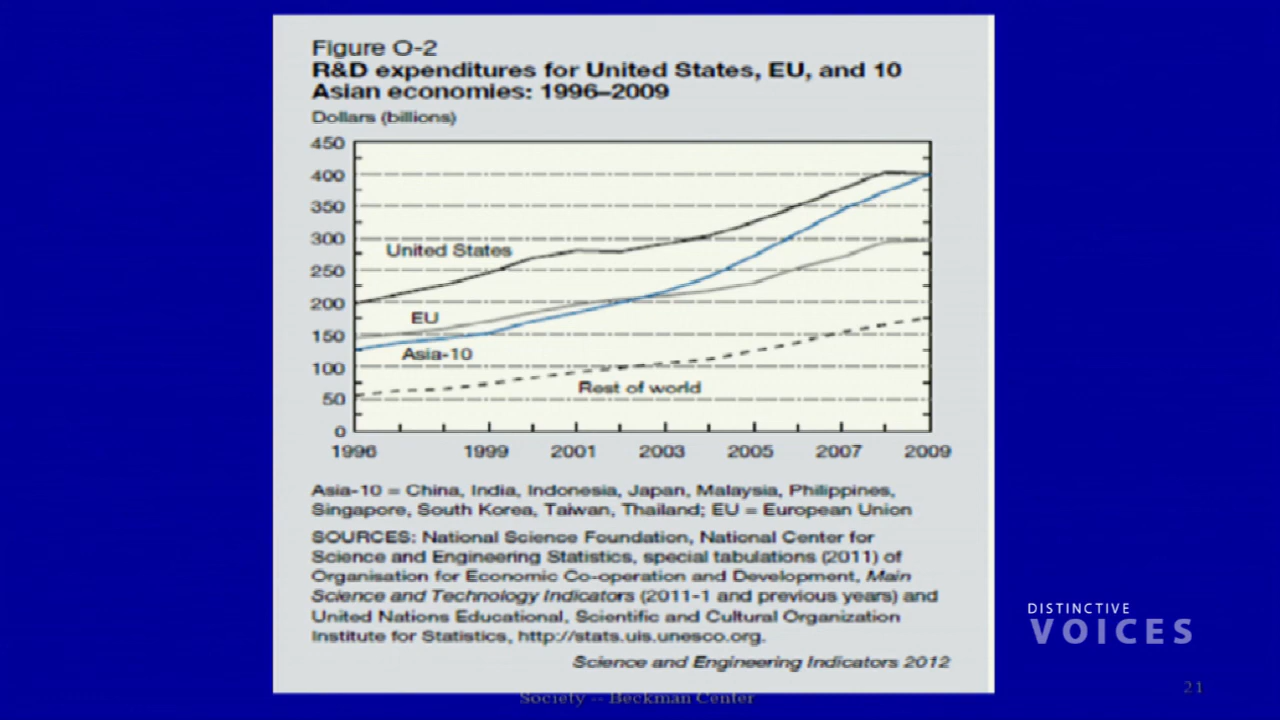 Figure O-2
R&D expenditures for United States, EU, and 10
Asian economies: 1996–2009
Dollars (billions)
450
400
350
300
250
200
150
100
50
0
United States
EU
Asia-10
Rest of world
1996 1999 2001 2003 2005 2007 2009
Asia-10 = China, India, Indonesia, Japan, Malaysia, Philippines,
Singapore, South Korea, Taiwan, Thailand; EU = European Union
SOURCES: National Science Foundation, National Center for
Science and Engineering Statistics, special tabulations (2011) of
Organisation for Economic Co-operation and Development, Main
Science and Technology Indicators (2011-1 and previous years) and
United Nations Educational, Scientific and Cultural Organization
Institute for Statistics, http://stats.uis.unesco.org.
Science and Engineering Indicators 2012
Society -- Beckman Center
DISTINCTIVE
VOICES
21